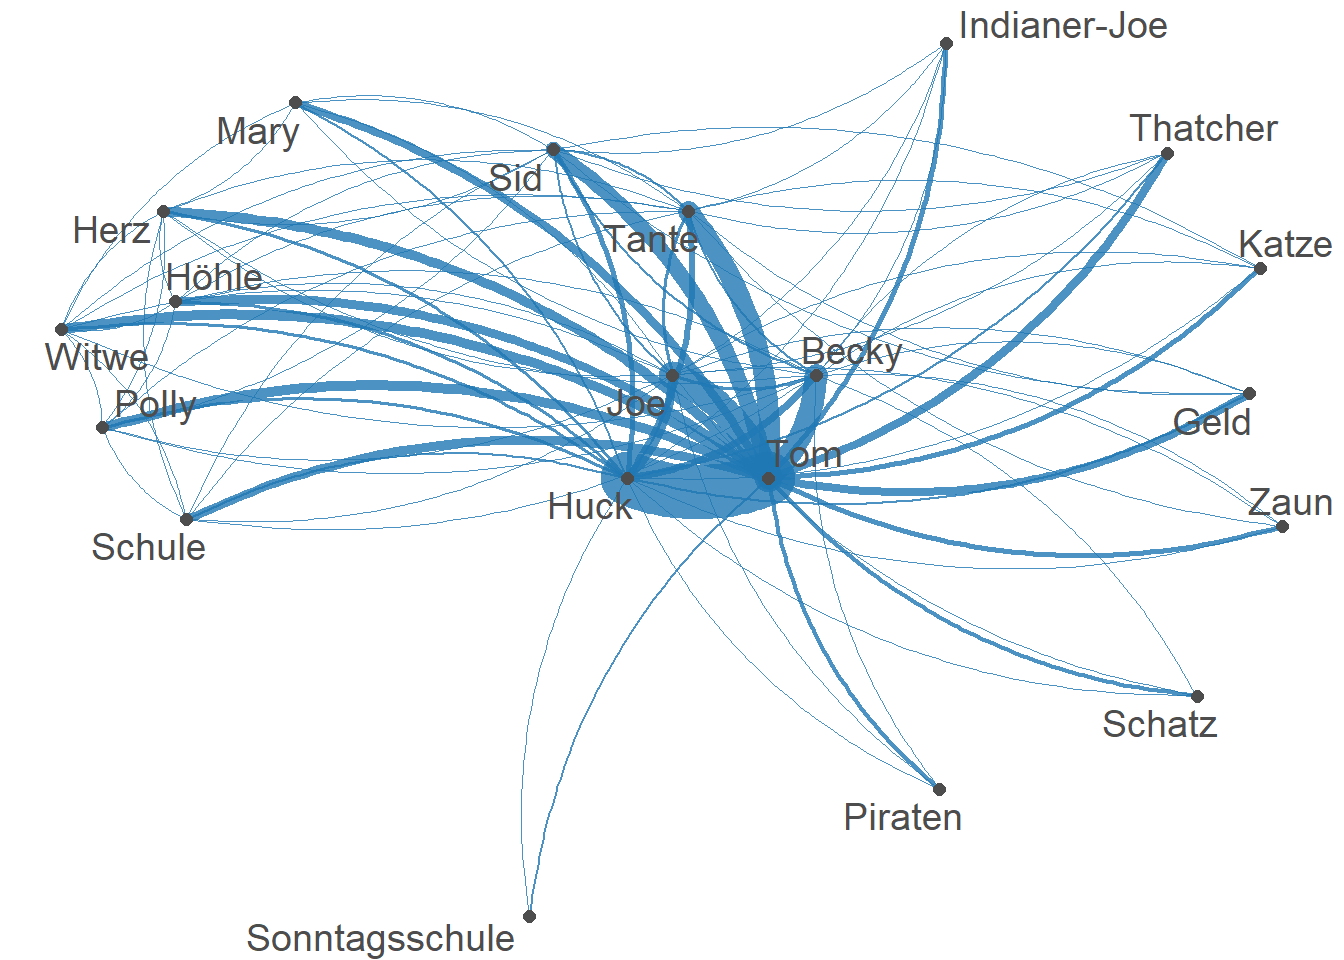 Indianer-Joe
Thatcher
Mary
Sid
Herz
Tante
Katze
Höhle
Witwe
Becky
Polly
Joe
Geld
Tom
Huck
Zaun
Schule
Schatz
Piraten
Sonntagsschule